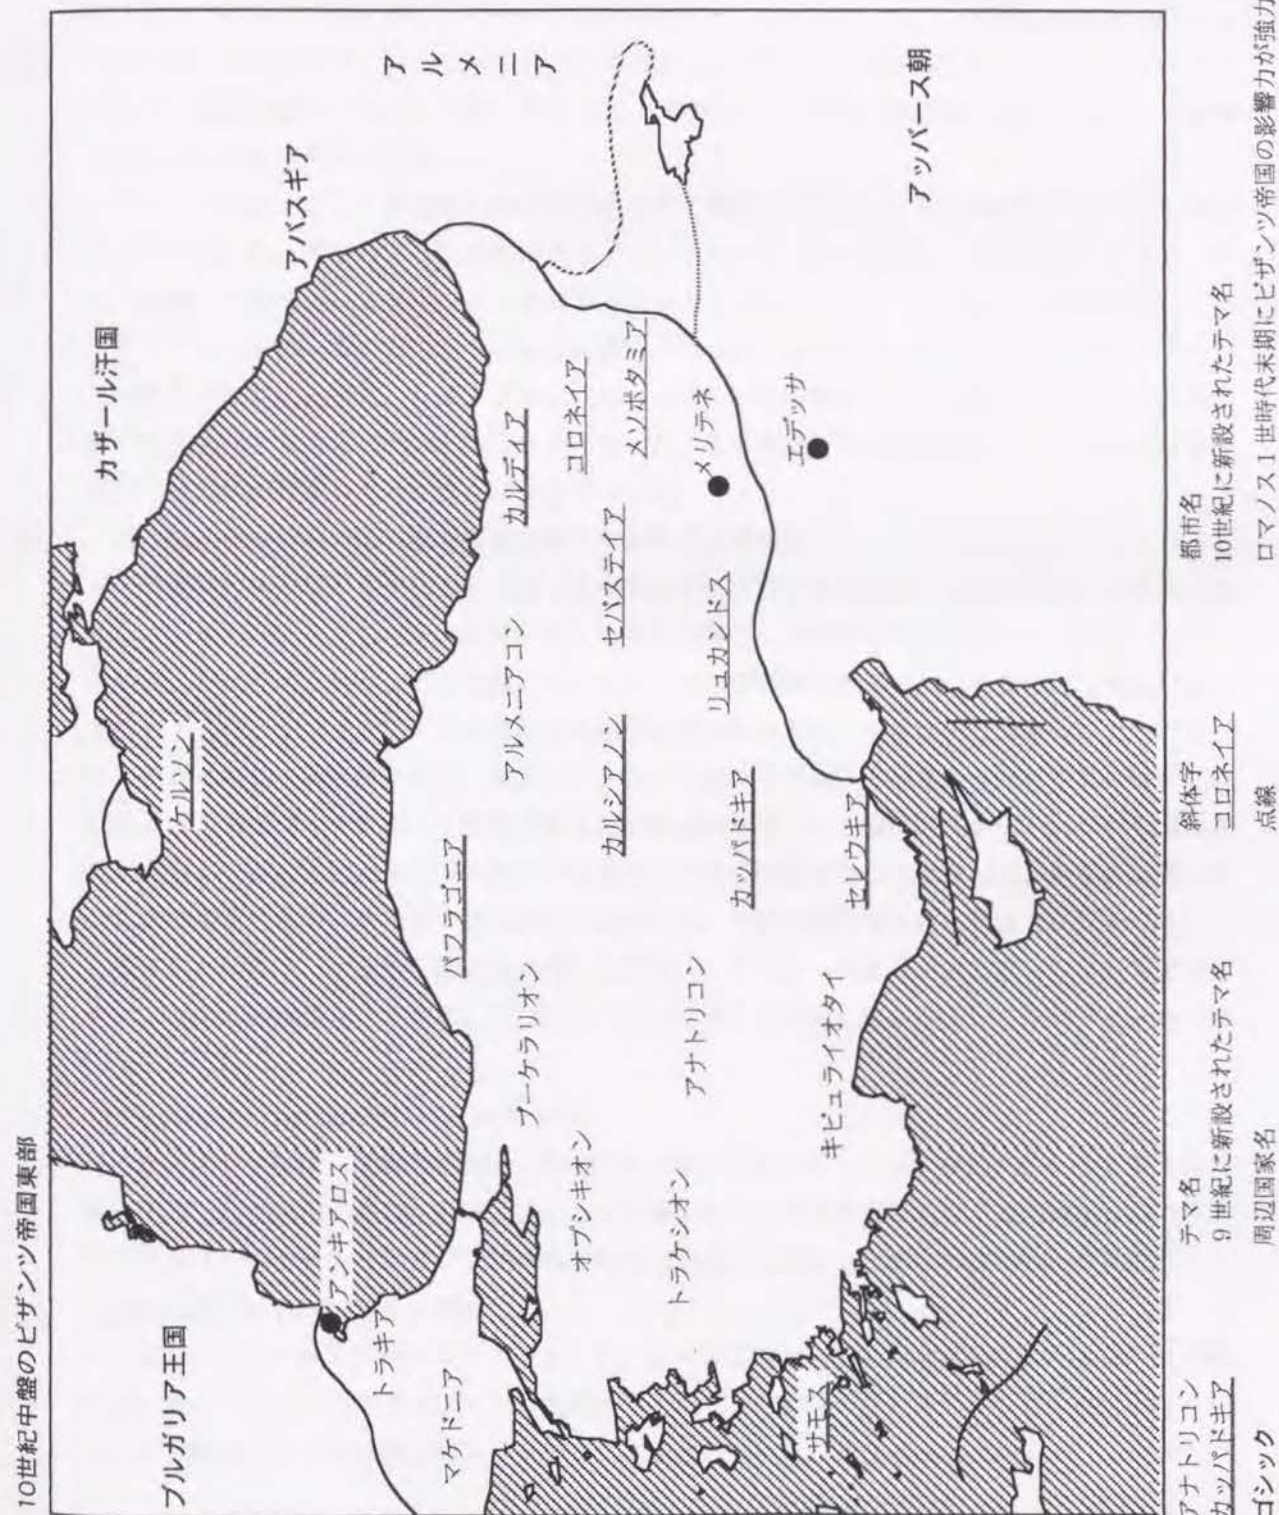 10世紀中盤のビザンツ帝国東部
ブルガリア王国
カザール汗国
アバスギア
アルメニア
アッバース朝
ケルソン
アンキアロス
トラキア
マケドニア
パフラゴニア
ブーケラリオン
オプシキオン
トラケシオン
アナトリコン
キビュライオタイ
サモス
アルメニアコン
カルシアノン
カッパドキア
セレウキア
カルディア
コロネイア
メソポタミア
セバステイア
リュカンドス
メリテネ
エデッサ
アナトリコン テマ名 斜体字 都市名
カッパドキア 9世紀に新設されたテマ名 コロネイア 10世紀に新設されたテマ名
ゴシック 周辺国家名 点線 ロマノス1世時代末期にビザンツ帝国の影響力が強力